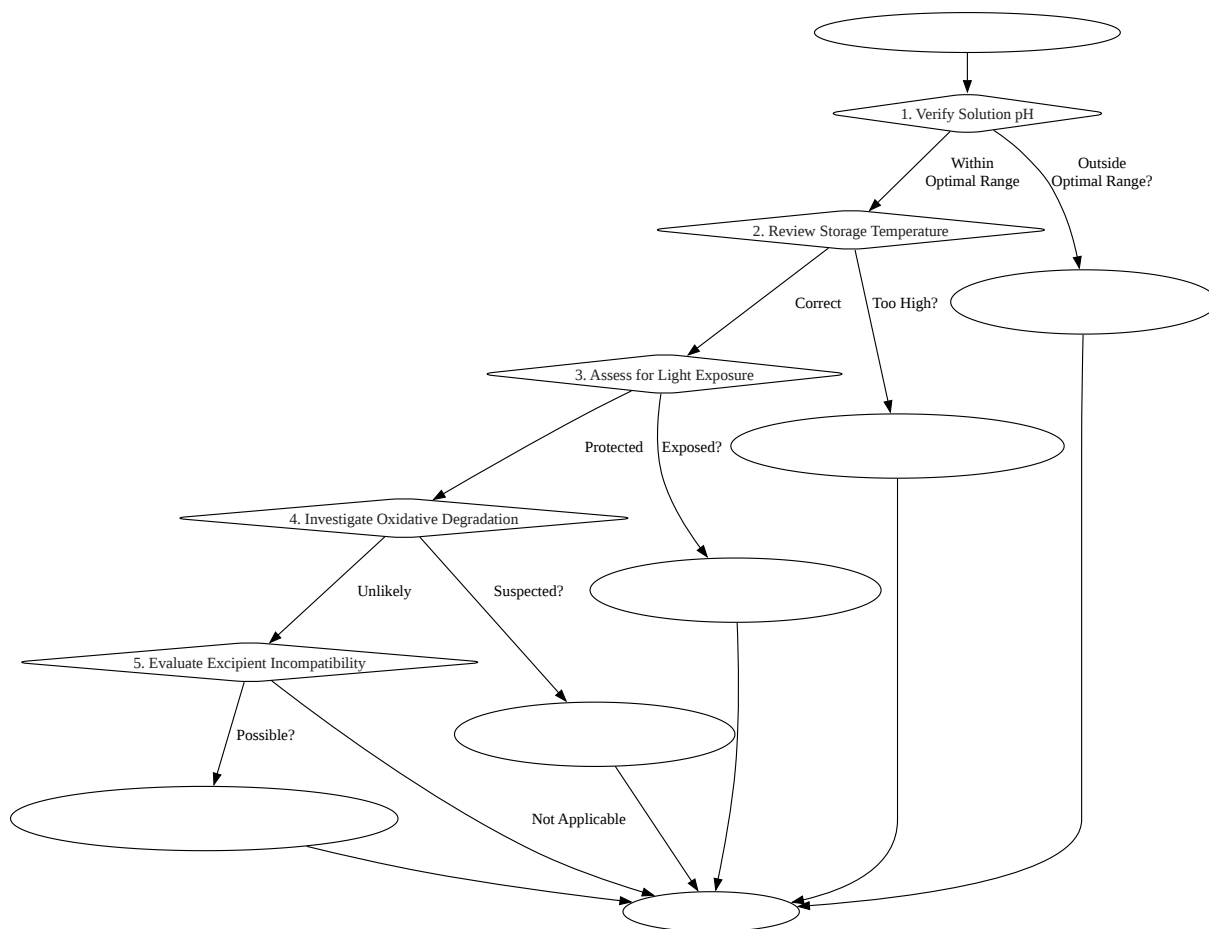 1. Verify Solution pH
Within
Optimal Range
Outside
Optimal Range?
2. Review Storage Temperature
Correct
Too High?
3. Assess for Light Exposure
Protected
Exposed?
4. Investigate Oxidative Degradation
Unlikely
Suspected?
5. Evaluate Excipient Incompatibility
Possible?
Not Applicable